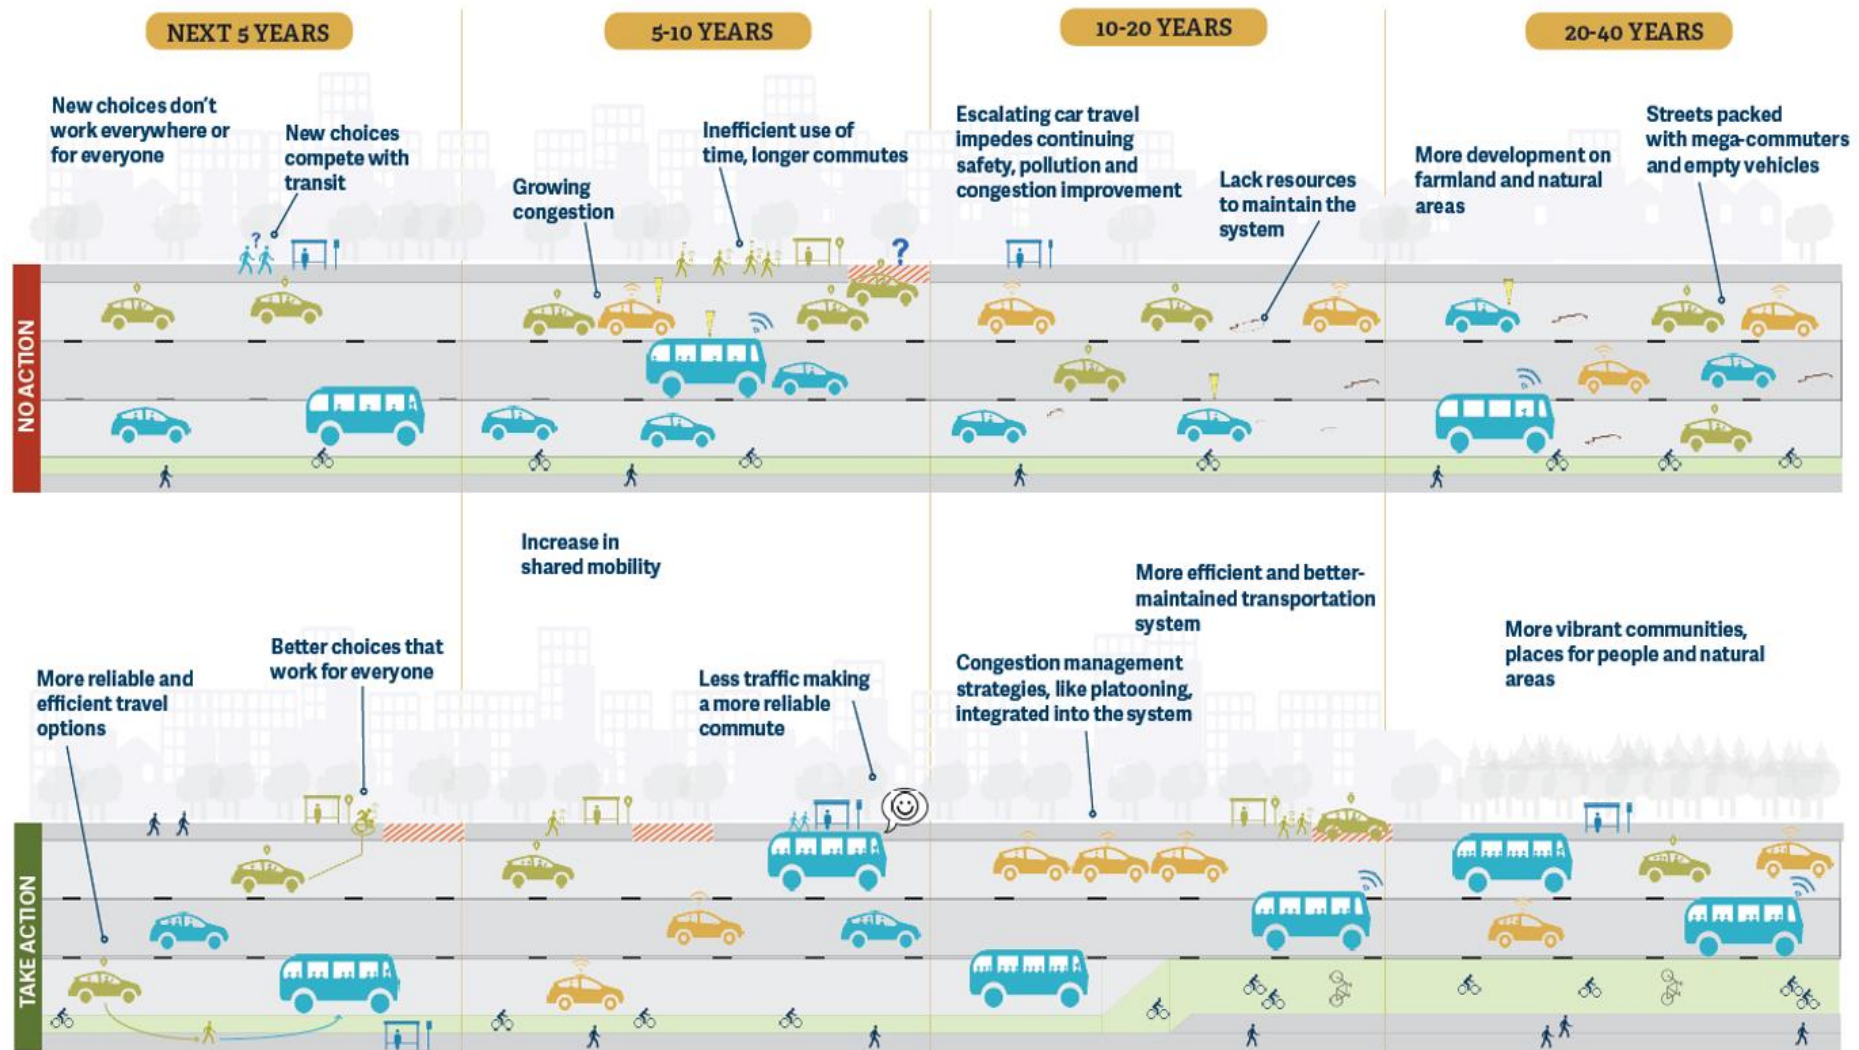 NEXT 5 YEARS
5-10 YEARS
10-20 YEARS
20-40 YEARS
NO ACTION
New choices don't
work everywhere or
for everyone
New choices
compete with
transit
?
Growing
congestion
Inefficient use of
time, longer commutes
?
Escalating car travel
impedes continuing
safety, pollution and
congestion improvement
Lack resources
to maintain the
system
More development on
farmland and natural
areas
Streets packed
with mega-commuters
and empty vehicles
TAKE ACTION
More reliable and
efficient travel
options
Better choices that
work for everyone
Increase in
shared mobility
Less traffic making
a more reliable
commute
Congestion management
strategies, like platooning,
integrated into the system
More efficient and better-
maintained transportation
system
More vibrant communities,
places for people and natural
areas